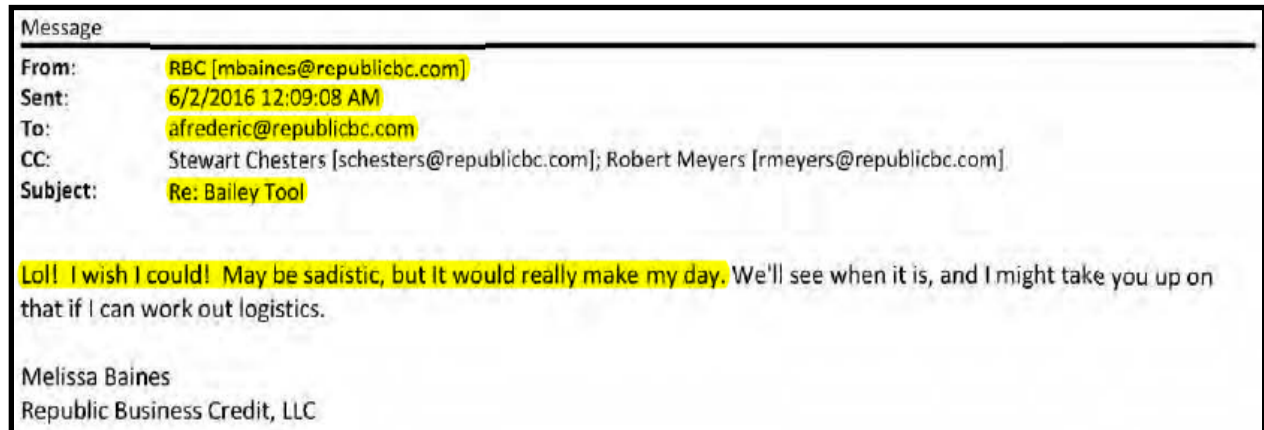 Message
From: RBC [mbaines@republicbc.com]
Sent: 6/2/2016 12:09:08 AM
To: afrederic@republicbc.com
CC: Stewart Chesters [schesters@republicbc.com]; Robert Meyers [rmeyers@republicbc.com]
Subject: Re: Bailey Tool
Lol! I wish I could! May be sadistic, but It would really make my day. We'll see when it is, and I might take you up on
that if I can work out logistics.
Melissa Baines
Republic Business Credit, LLC